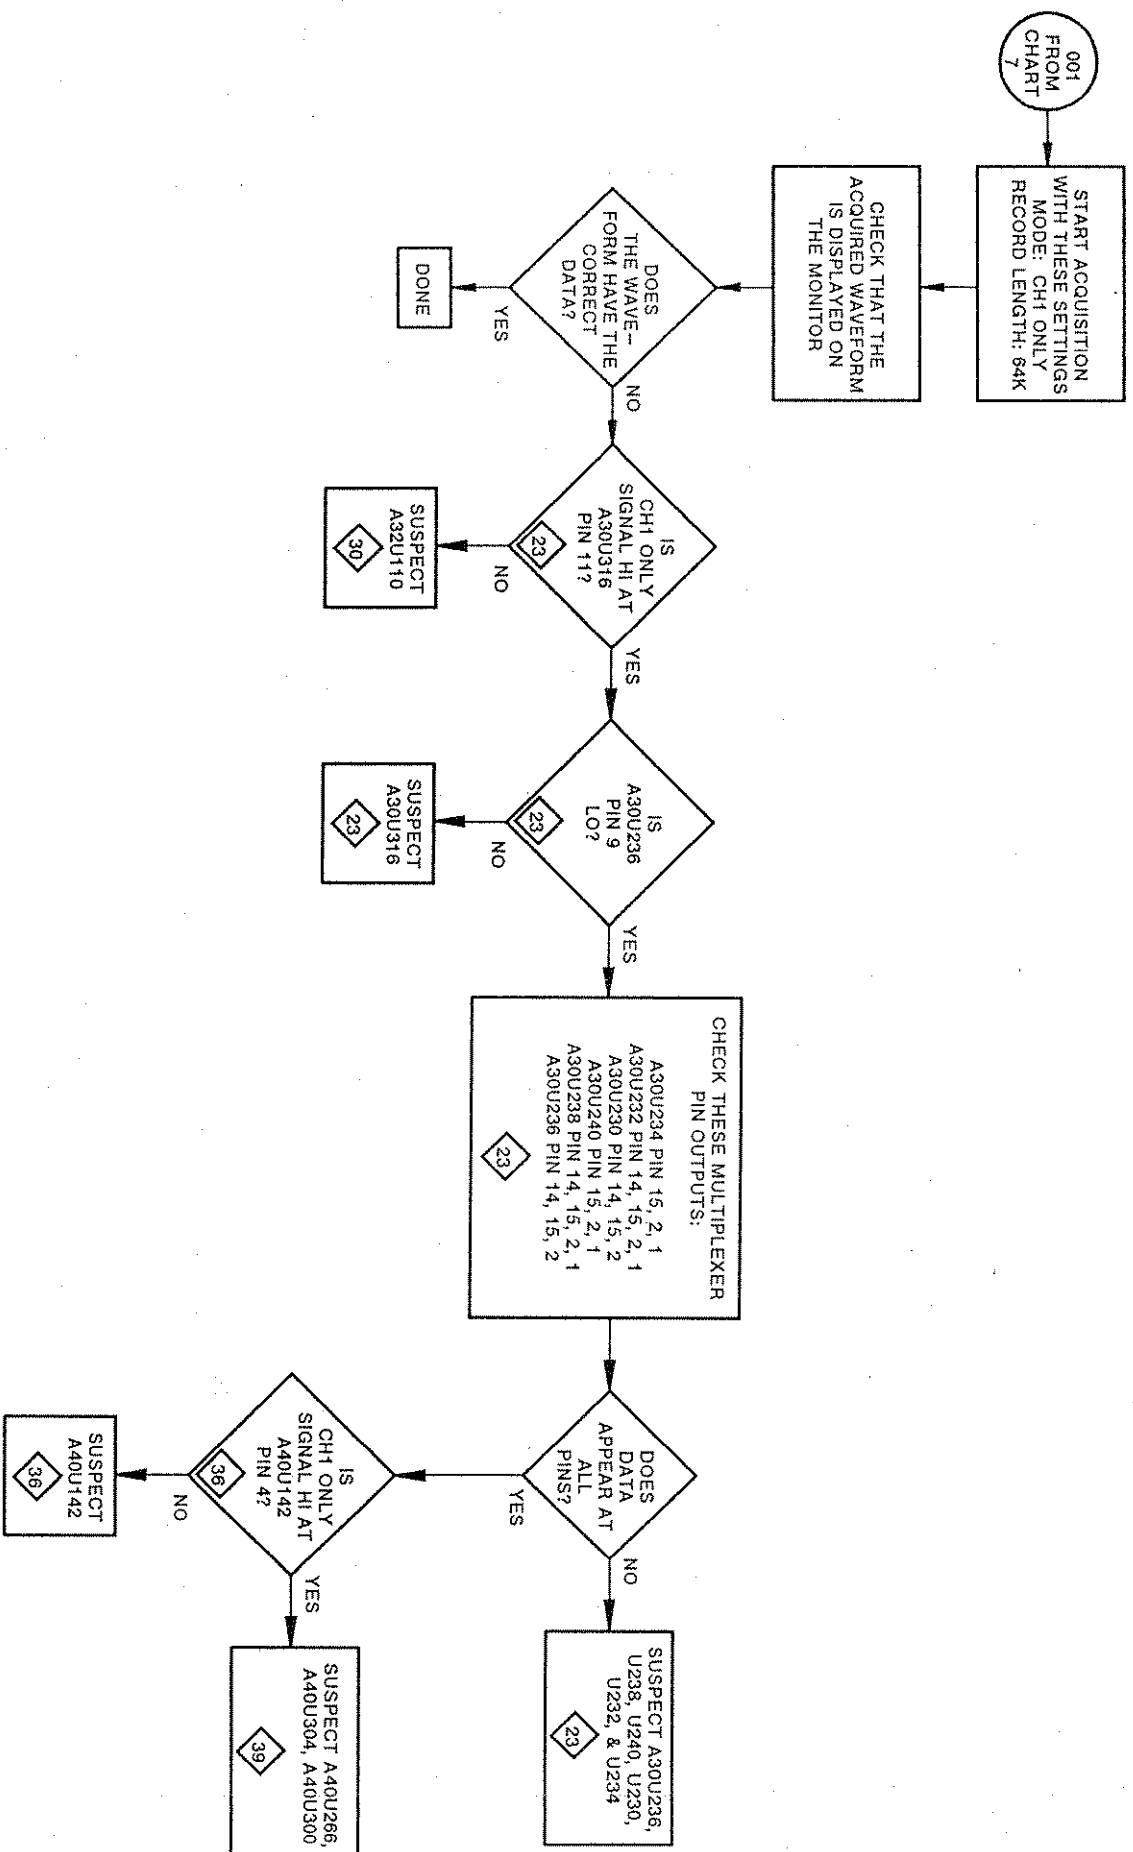 001
FROM
CHART
7
START ACQUISITION
WITH THESE SETTINGS
MODE: CH1 ONLY
RECORD LENGTH: 64K
CHECK THAT THE
ACQUIRED WAVEFORM
IS DISPLAYED ON
THE MONITOR
DOES
THE WAVE–
FORM HAVE THE
CORRECT
DATA?
YES
DONE
NO
IS
CH1 ONLY
SIGNAL HI AT
A30U316
PIN 11?
23
NO
SUSPECT
A32U110
30
YES
IS
A30U236
PIN 9
LO?
23
NO
SUSPECT
A30U316
23
YES
CHECK THESE MULTIPLEXER
PIN OUTPUTS:
A30U234 PIN 15, 2, 1
A30U232 PIN 14, 15, 2, 1
A30U230 PIN 14, 15, 2
A30U240 PIN 15, 2, 1
A30U238 PIN 14, 15, 2, 1
A30U236 PIN 14, 15, 2
23
DOES
DATA
APPEAR AT
ALL
PINS?
NO
SUSPECT A30U236,
U238, U240, U230,
U232, & U234
23
YES
IS
CH1 ONLY
SIGNAL HI AT
A40U142
PIN 4?
36
NO
SUSPECT
A40U142
36
YES
SUSPECT A40U266,
A40U304, A40U300
39